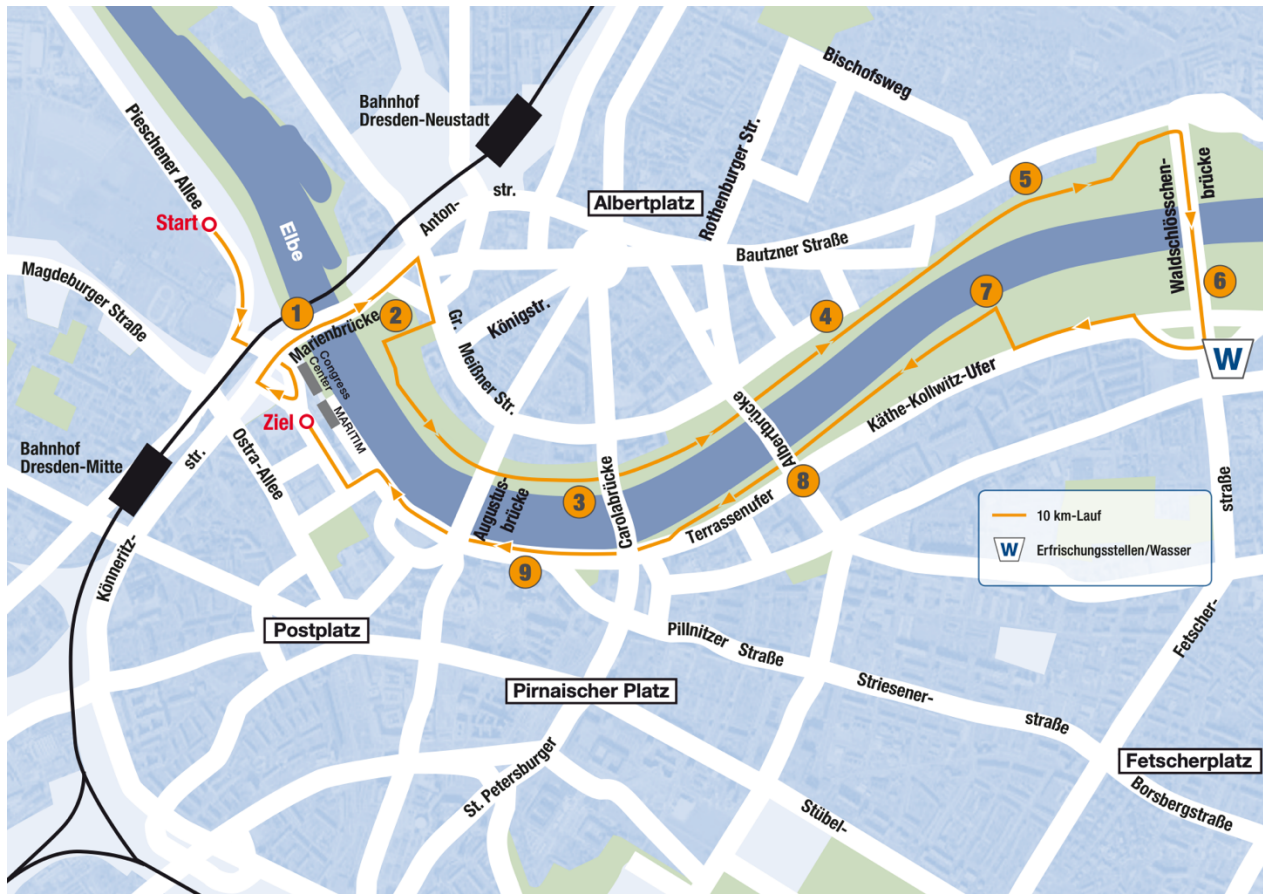 Bahnhof
Dresden-Neustadt
Pieschener Allee
Start
Elbe
Magdeburger Straße
Anton-
str.
Albertplatz
Rothenburger Str.
Bischofsweg
Bautzner Straße
Waldschlösschen-
brücke
1
2
3
4
5
6
7
8
9
Marienbrücke
Congress
Center
MARITIM
Ziel
Gr.
Meißner Str.
Königstr.
Ostra-Allee
Bahnhof
Dresden-Mitte
Könneritz-
str.
Augustus-
brücke
Carolabrücke
Albertbrücke
Terrassenufer
Käthe-Kollwitz-Ufer
W
10 km-Lauf
W
Erfrischungsstellen/Wasser
Postplatz
Pirnaischer Platz
Pillnitzer Straße
Striesener-
straße
Fetscher-
straße
Fetscherplatz
Borsbergstraße
St. Petersburger
Stübel-